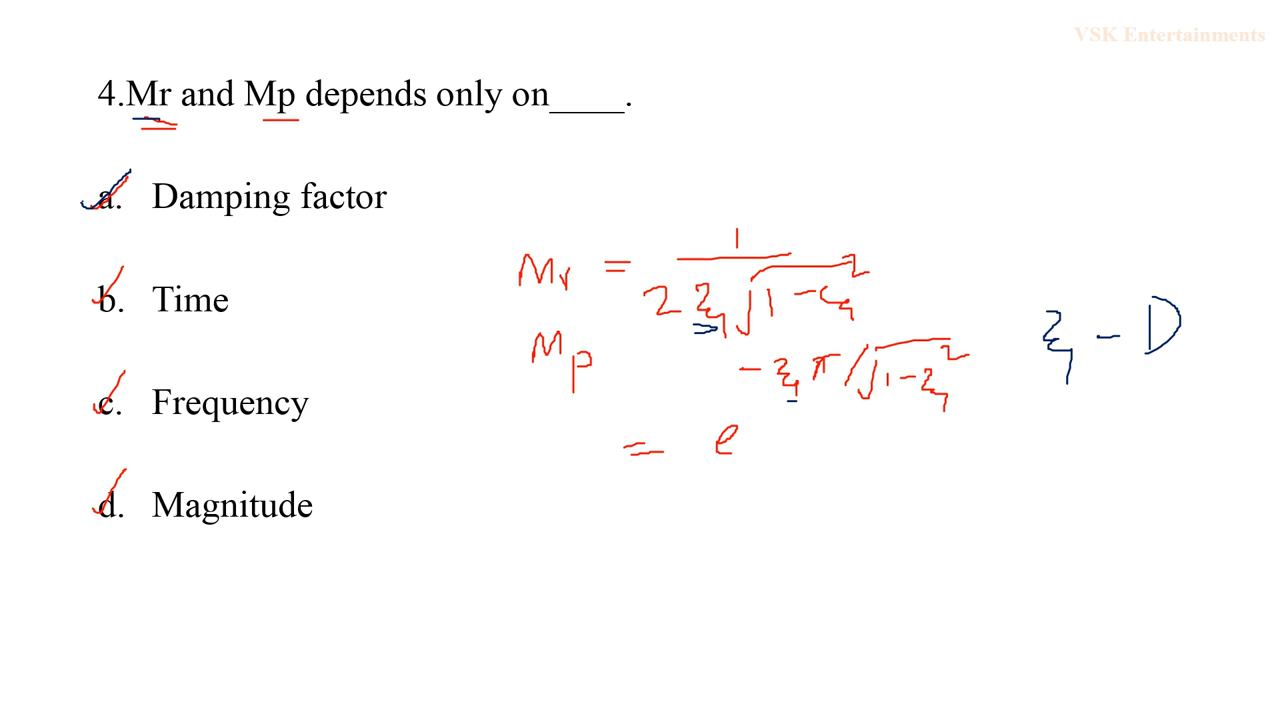 VSK Entertainments
4.Mr and Mp depends only on____.
a. Damping factor
b. Time
c. Frequency
d. Magnitude
Mr = 1 / 2ξ√1-ξ²
Mp = e -ξπ/√1-ξ²
ξ - D